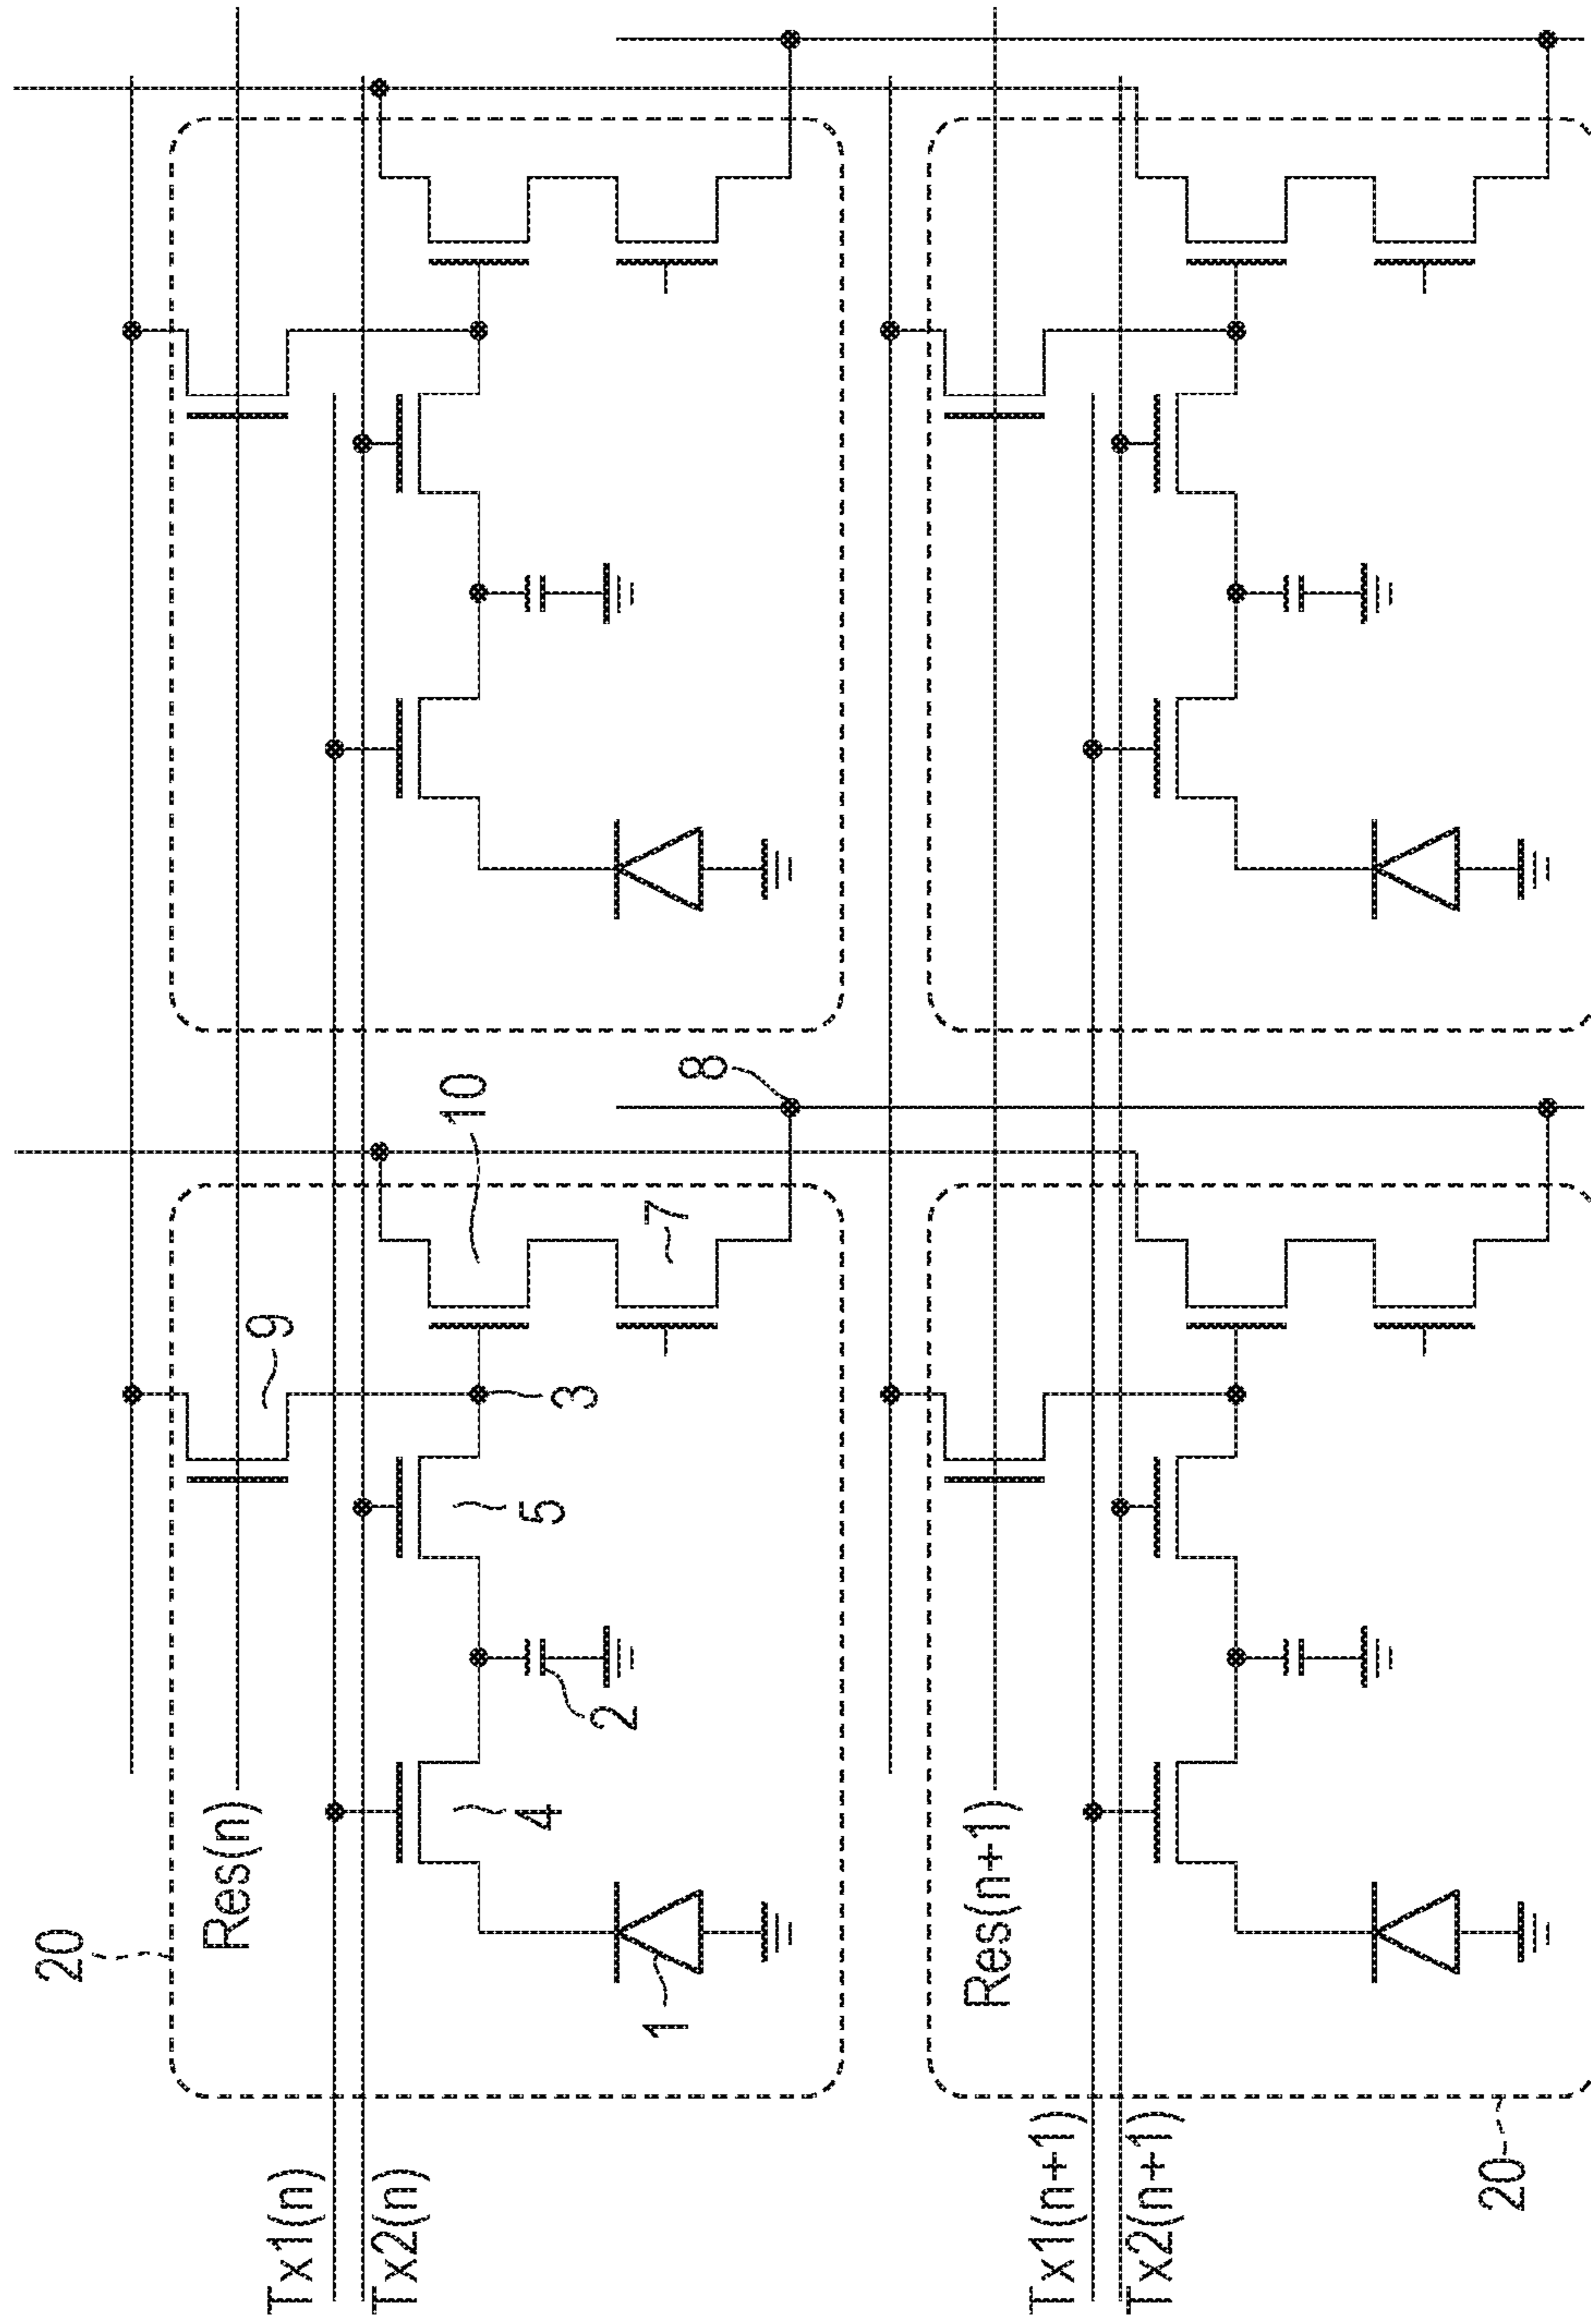 20
Res(n)
9
Tx1(n)
Tx2(n)
10
4
5
3
2
1
7
8
Res(n+1)
Tx1(n+1)
Tx2(n+1)
20